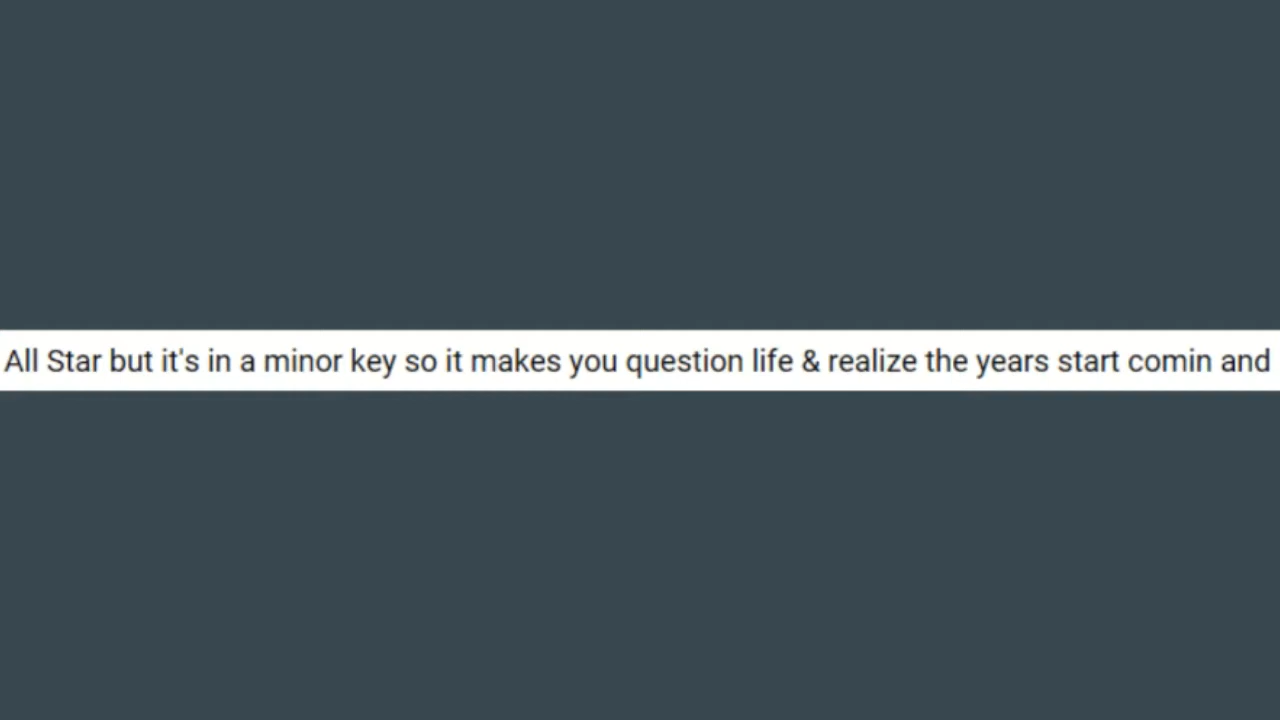 All Star but it's in a minor key so it makes you question life & realize the years start comin and